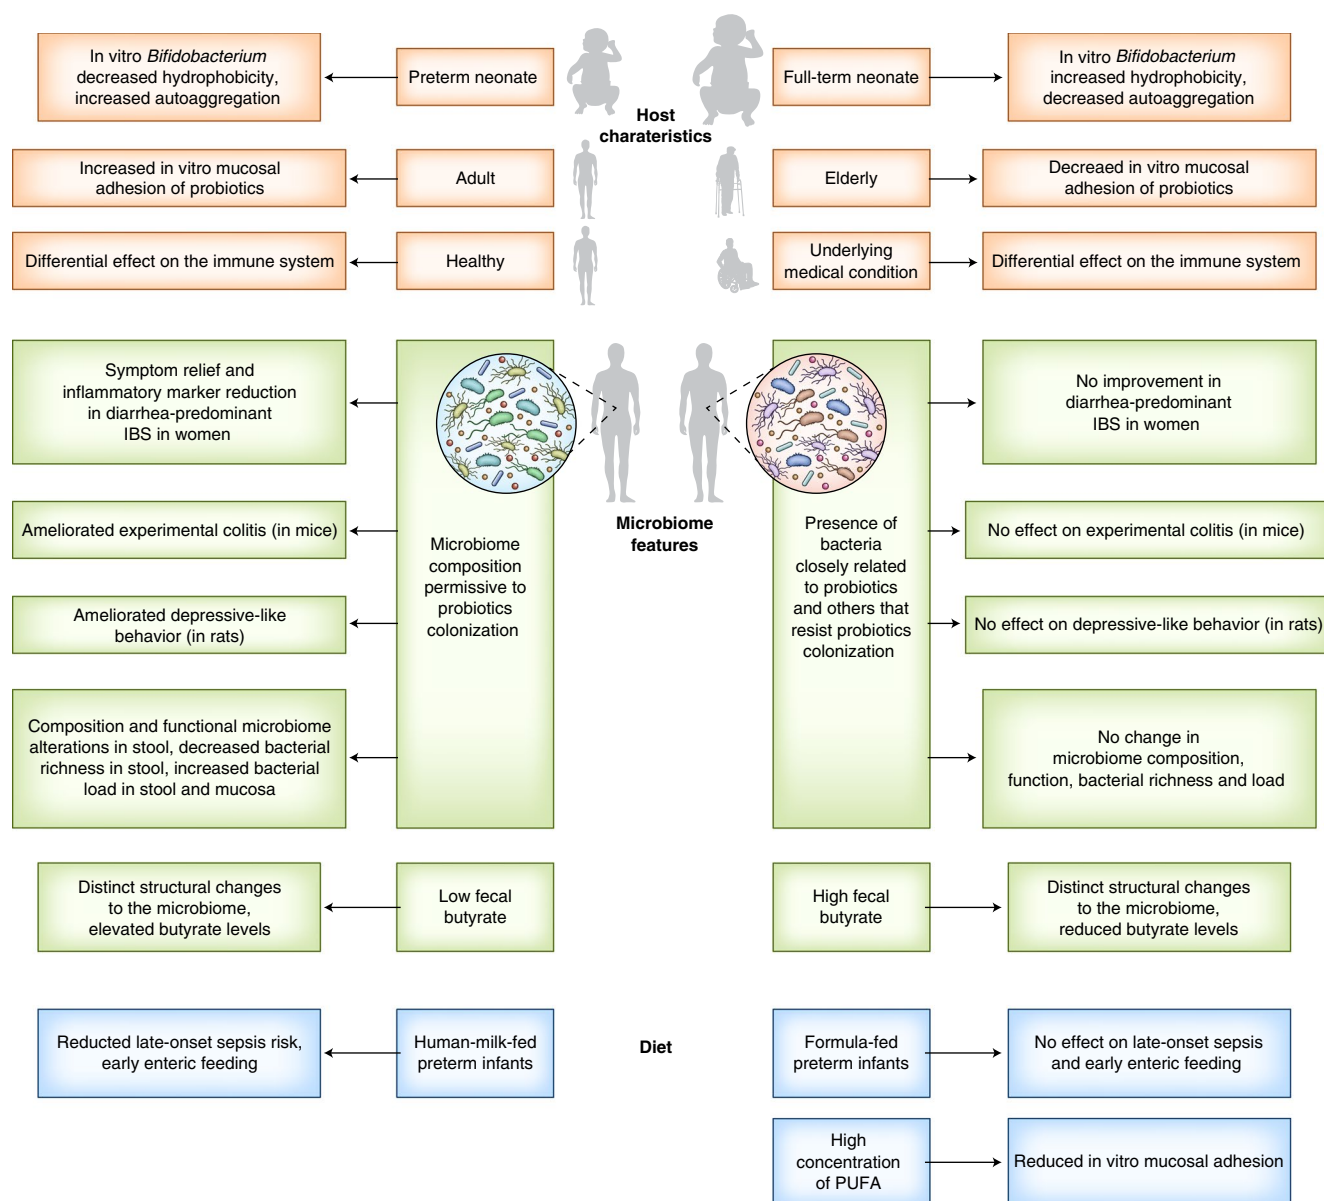 In vitro Bifidobacterium
decreased hydrophobicity,
increased autoaggregation
Preterm neonate
Full-term neonate
In vitro Bifidobacterium
increased hydrophobicity,
decreased autoaggregation
Host
charateristics
Increased in vitro mucosal
adhesion of probiotics
Adult
Elderly
Decreaed in vitro mucosal
adhesion of probiotics
Differential effect on the immune system
Healthy
Underlying
medical condition
Differential effect on the immune system
Symptom relief and
inflammatory marker reduction
in diarrhea-predominant
IBS in women
No improvement in
diarrhea-predominant
IBS in women
Microbiome
features
Ameliorated experimental colitis (in mice)
Microbiome
composition
permissive to
probiotics
colonization
Presence of
bacteria
closely related
to probiotics
and others that
resist probiotics
colonization
No effect on experimental colitis (in mice)
Ameliorated depressive-like
behavior (in rats)
No effect on depressive-like behavior (in rats)
Composition and functional microbiome
alterations in stool, decreased bacterial
richness in stool, increased bacterial
load in stool and mucosa
No change in
microbiome composition,
function, bacterial richness and load
Distinct structural changes
to the microbiome,
elevated butyrate levels
Low fecal
butyrate
High fecal
butyrate
Distinct structural changes
to the microbiome,
reduced butyrate levels
Reducted late-onset sepsis risk,
early enteric feeding
Human-milk-fed
preterm infants
Diet
Formula-fed
preterm infants
No effect on late-onset sepsis
and early enteric feeding
High
concentration
of PUFA
Reduced in vitro mucosal adhesion